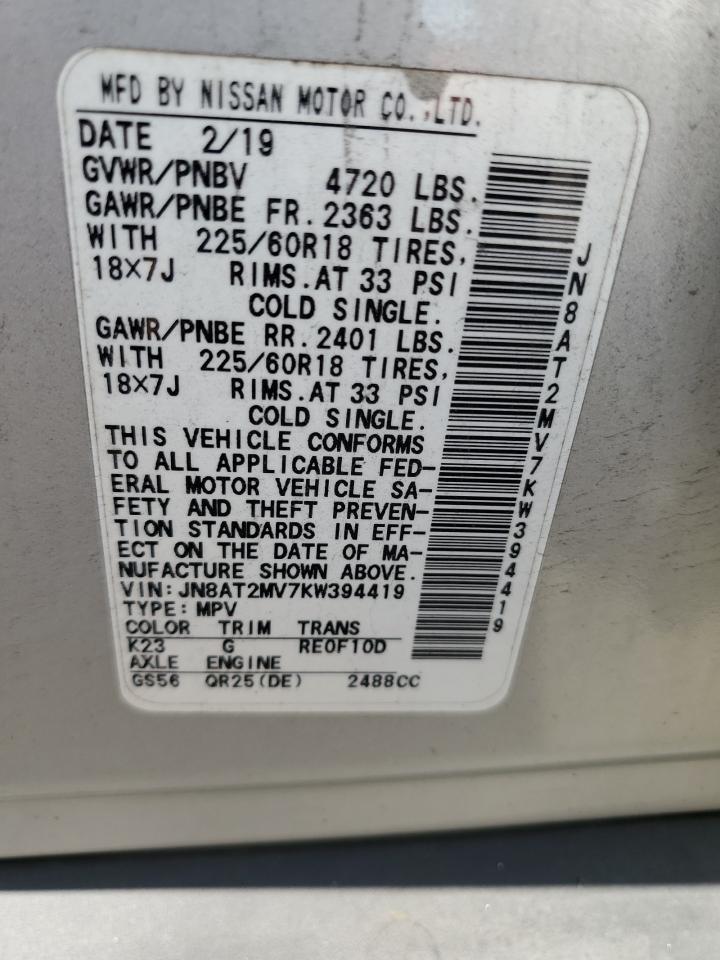 MFD BY NISSAN MOTOR CO.,LTD.
DATE 2/19
GVWR/PNBV 4720 LBS.
GAWR/PNBE FR. 2363 LBS.
WITH 225/60R18 TIRES,
18X7J RIMS.AT 33 PSI
COLD SINGLE.
GAWR/PNBE RR. 2401 LBS.
WITH 225/60R18 TIRES,
18X7J RIMS.AT 33 PSI
COLD SINGLE.
THIS VEHICLE CONFORMS
TO ALL APPLICABLE FED-
ERAL MOTOR VEHICLE SA-
FETY AND THEFT PREVEN-
TION STANDARDS IN EFF-
ECT ON THE DATE OF MA-
NUFACTURE SHOWN ABOVE.
VIN: JN8AT2MV7KW394419
TYPE: MPV
COLOR TRIM TRANS
K23 G RE0F10D
AXLE ENGINE
GS56 QR25(DE) 2488CC
JN8AT2MV7KW394419